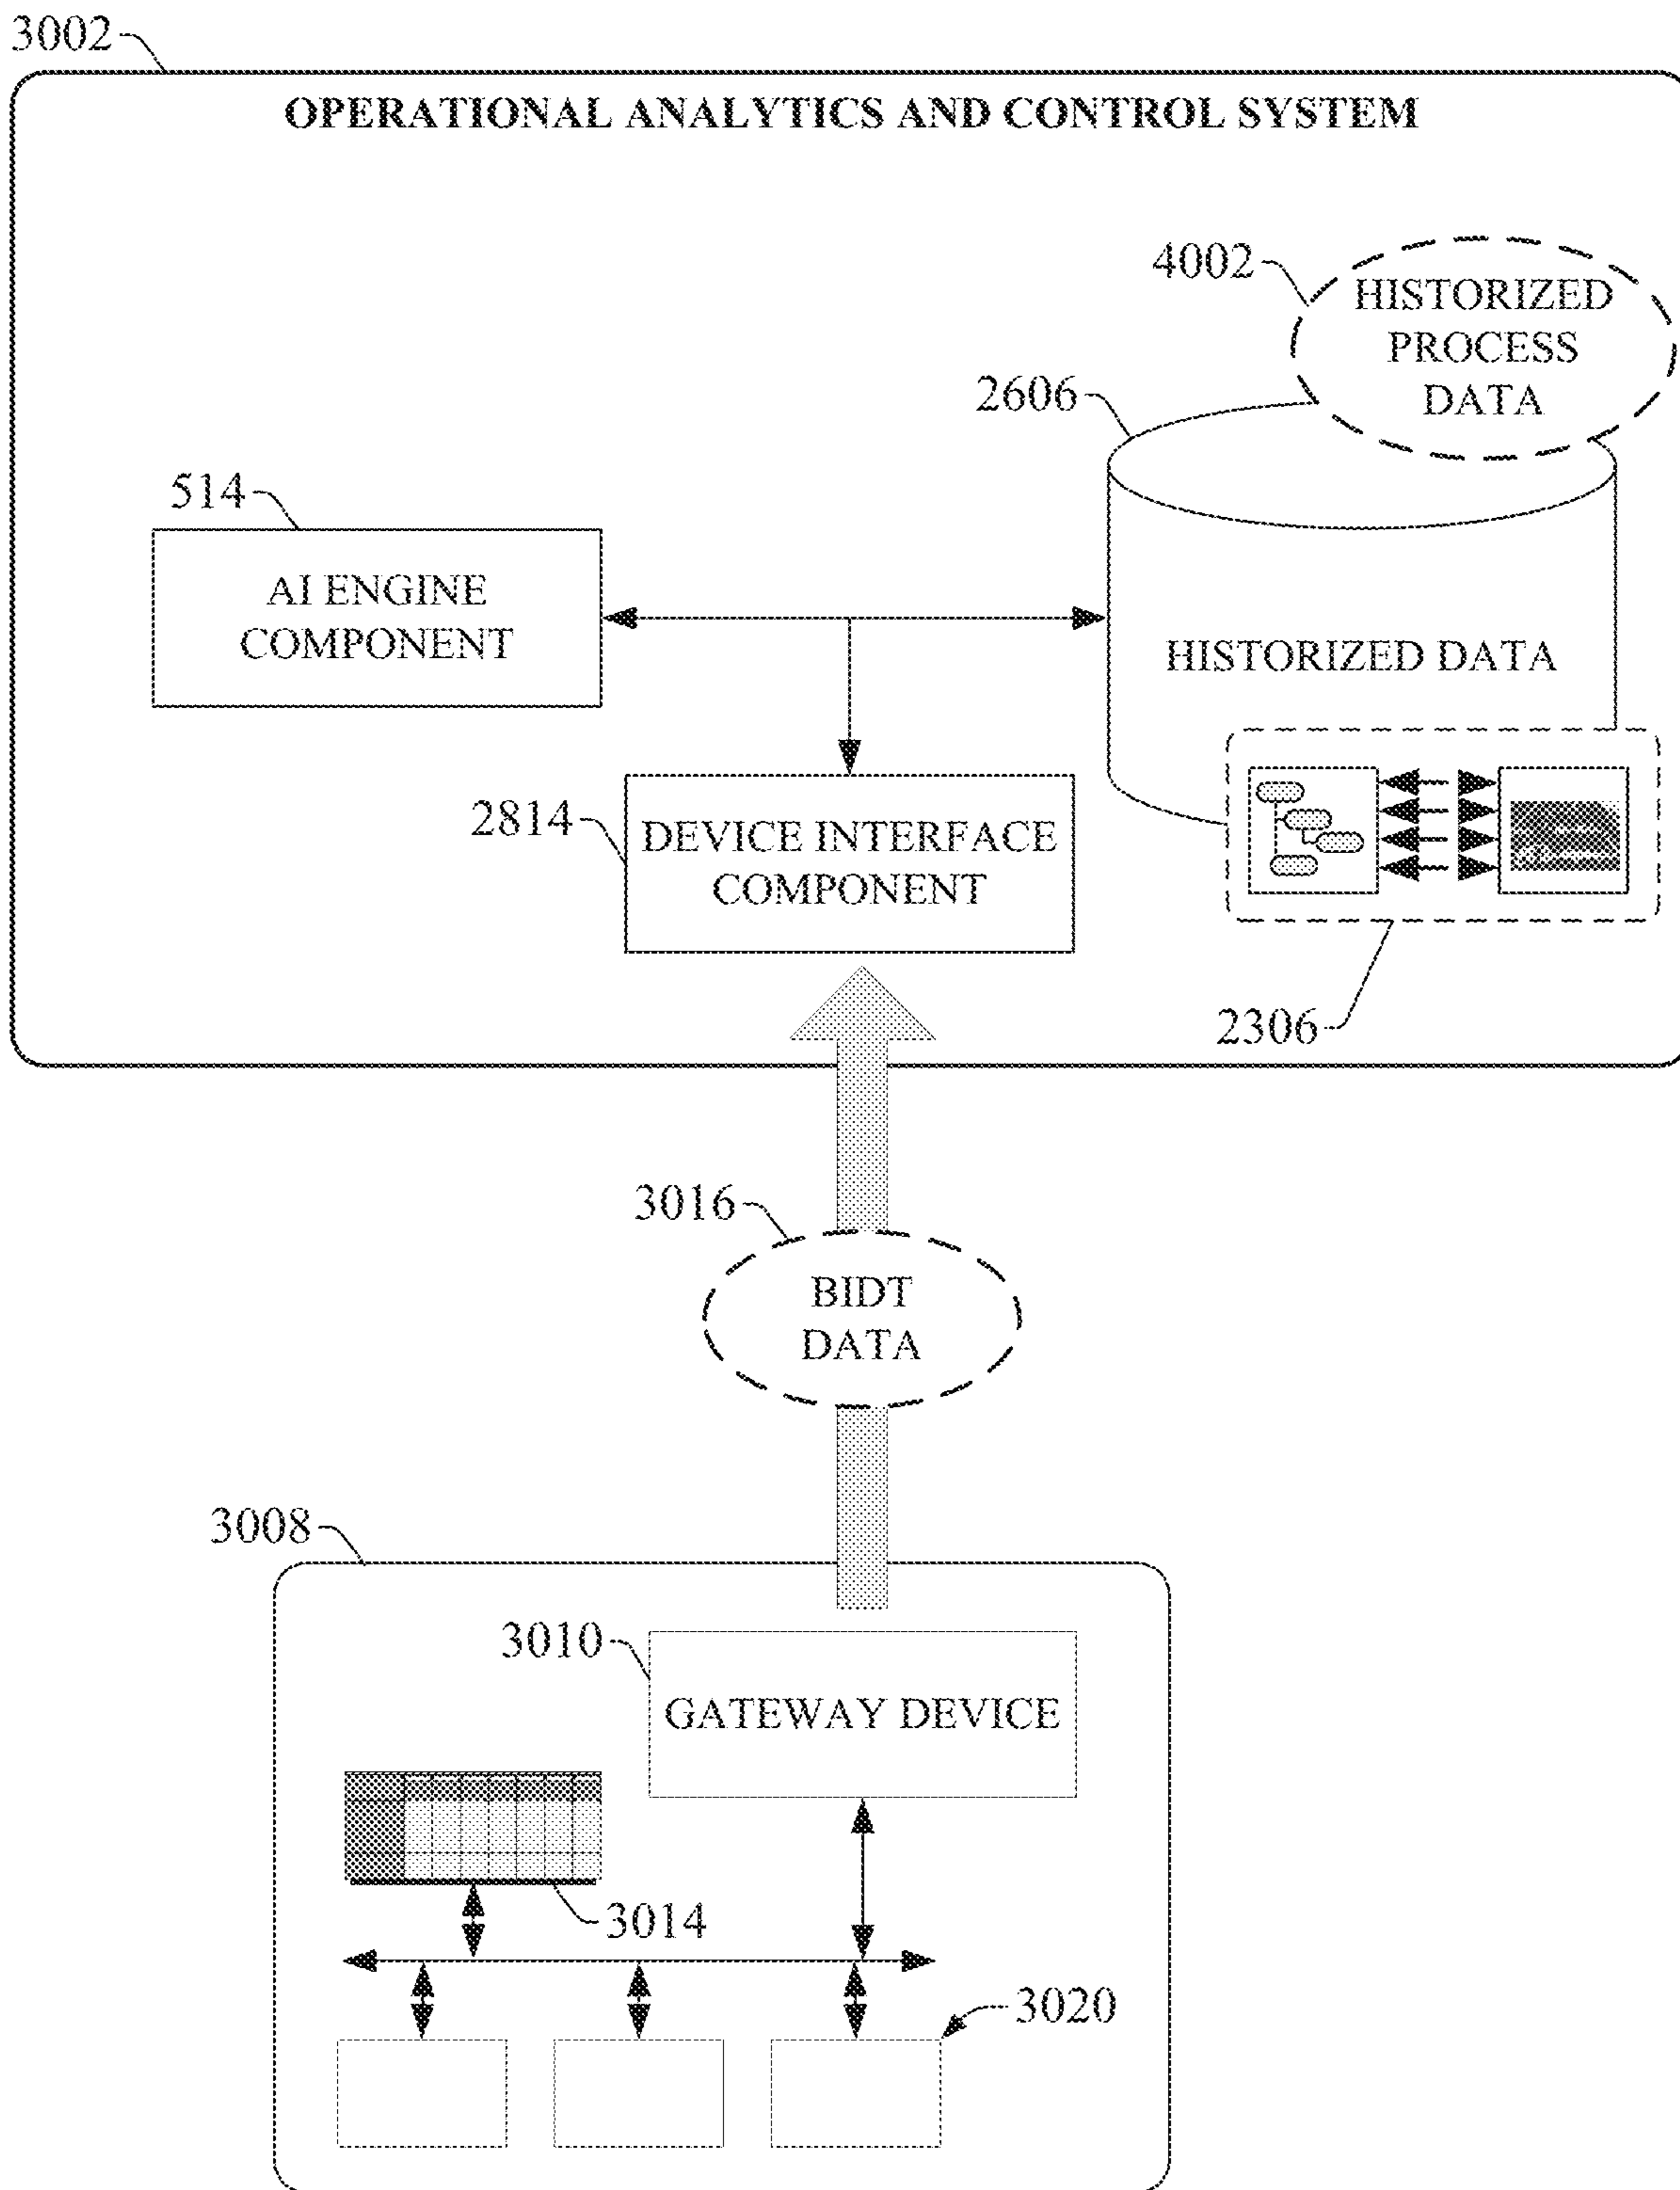 3002
OPERATIONAL ANALYTICS AND CONTROL SYSTEM
4002
HISTORIZED
PROCESS
DATA
2606
514
AI ENGINE
COMPONENT
HISTORIZED DATA
2814
DEVICE INTERFACE
COMPONENT
2306
3016
BIDT
DATA
3008
3010
GATEWAY DEVICE
3014
3020